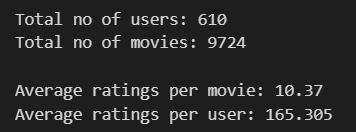 Total no of users: 610
Total no of movies: 9724
Average ratings per movie: 10.37
Average ratings per user: 165.305